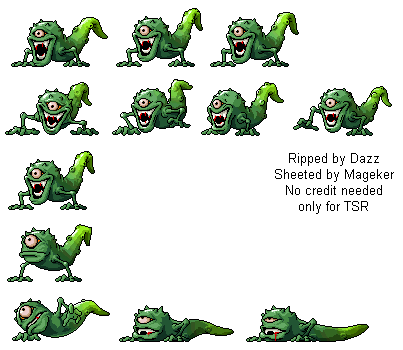 Ripped by Dazz
Sheeted by Mageker
No credit needed
only for TSR